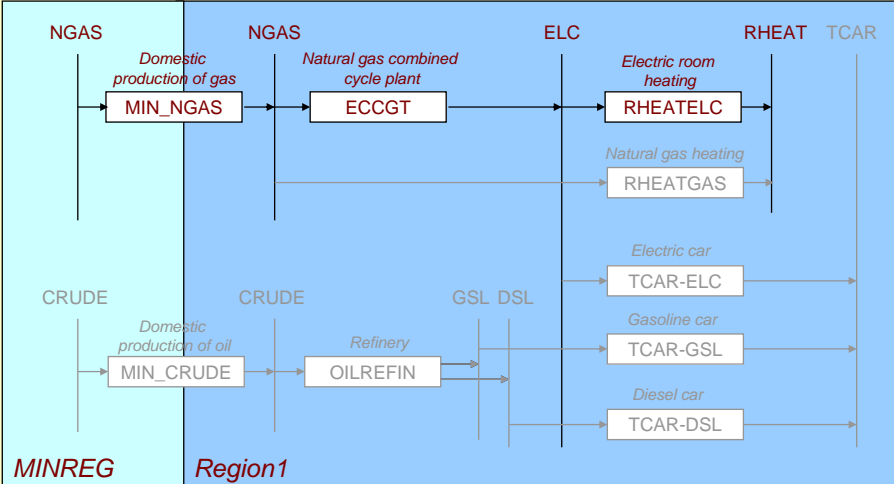 NGAS NGAS ELC RHEAT TCAR
Domestic
production of gas
Natural gas combined
cycle plant
Electric room
heating
MIN_NGAS ECCGT RHEATELC
Natural gas heating
RHEATGAS
Electric car
TCAR-ELC
CRUDE CRUDE GSL DSL
Domestic
production of oil
Refinery
Gasoline car
TCAR-GSL
MIN_CRUDE OILREFIN
Diesel car
TCAR-DSL
MINREG Region1